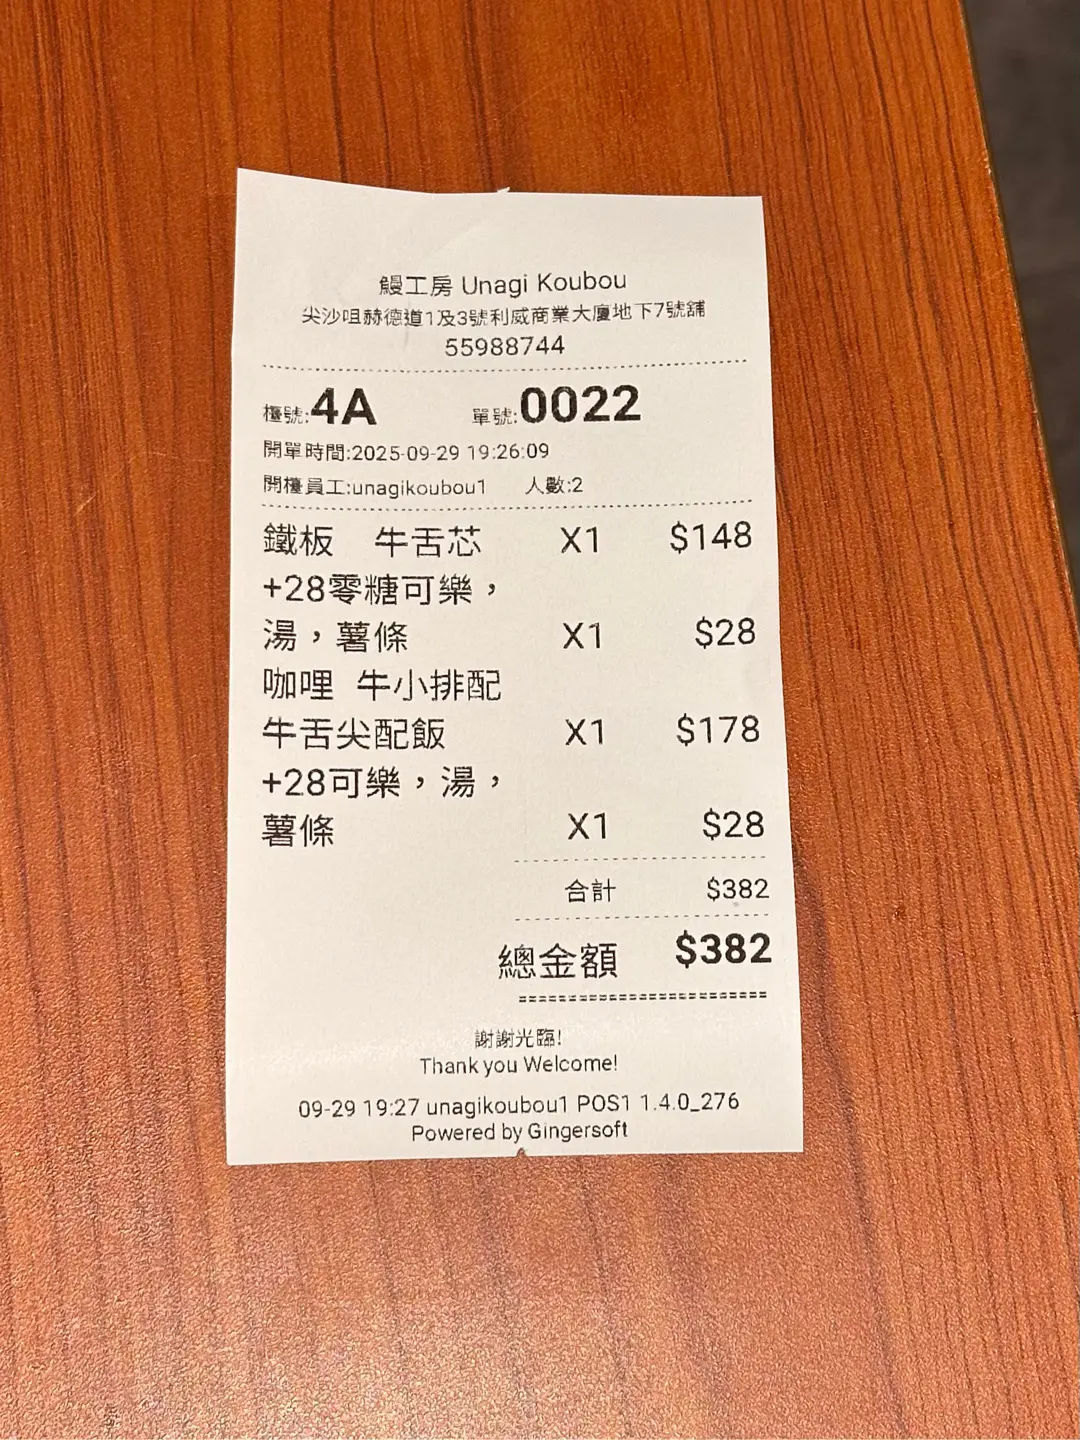 鰻工房 Unagi Koubou
尖沙咀赫德道1及3號利威商業大廈地下7號舖
55988744
檯號:4A 單號:0022
開單時間:2025-09-29 19:26:09
開檯員工:unagikoubou1 人數:2
鐵板 牛舌芯 X1 $148
+28零糖可樂，
湯，薯條 X1 $28
咖哩 牛小排配
牛舌尖配飯 X1 $178
+28可樂，湯，
薯條 X1 $28
合計 $382
總金額 $382
=========================
謝謝光臨!
Thank you Welcome!
09-29 19:27 unagikoubou1 POS1 1.4.0_276
Powered by Gingersoft